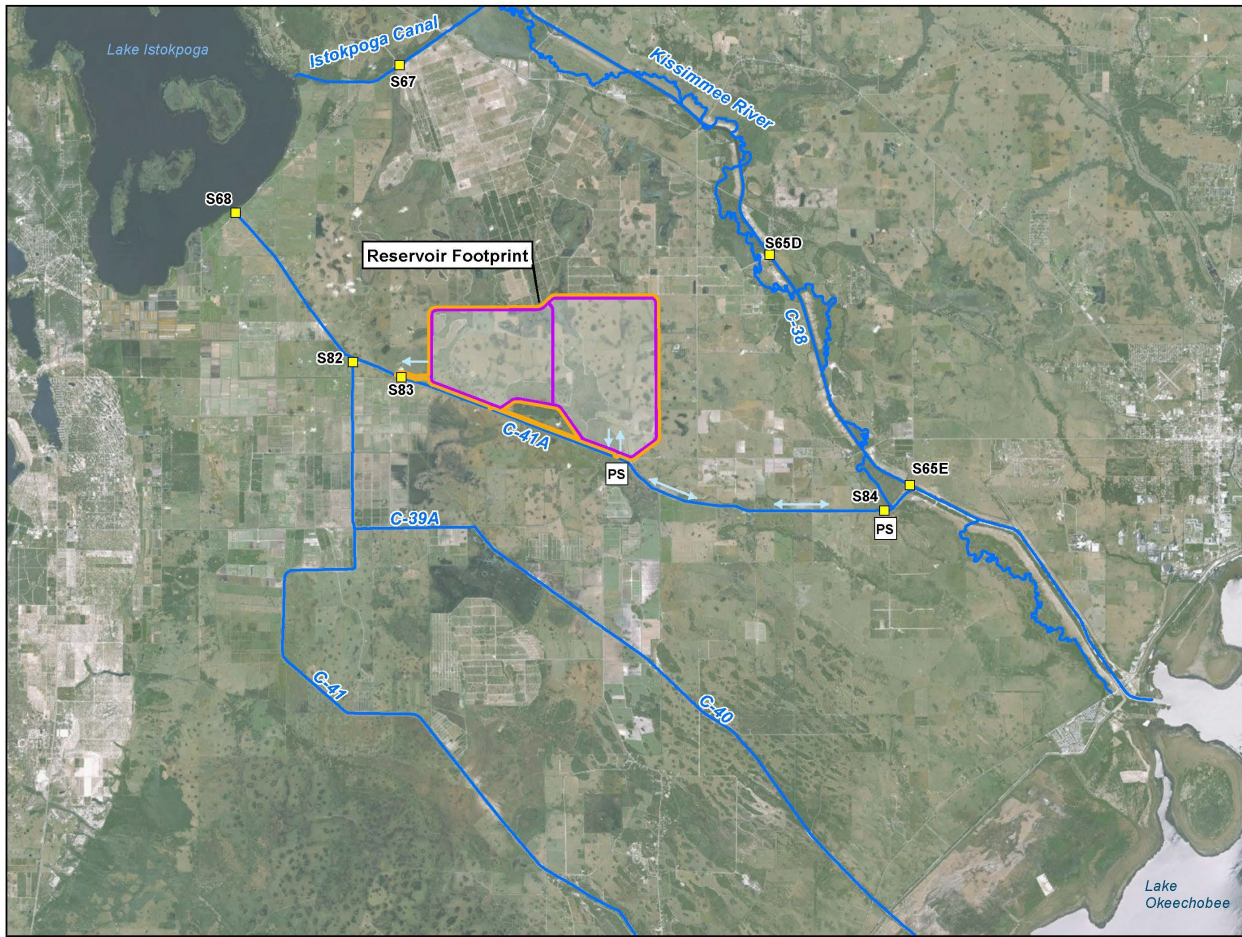 Lake Istokpoga
Istokpoga Canal
S67
Kissimmee River
S68
S65D
Reservoir Footprint
C-38
S82
S83
C-41A
PS
S65E
S84
PS
C-39A
C-41
C-40
Lake
Okeechobee